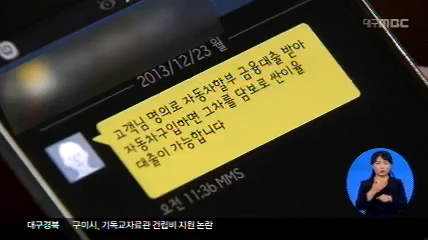 대구MBC
2013/12/23 월요일
고객님 명의로 자동차할부 금융대출 받아
자동차구입하면 그차를 담보로 싼이율
대출이 가능합니다
오전 11:36 MMS
대구경북 구미시, 기독교자료관 건립비 지원 논란